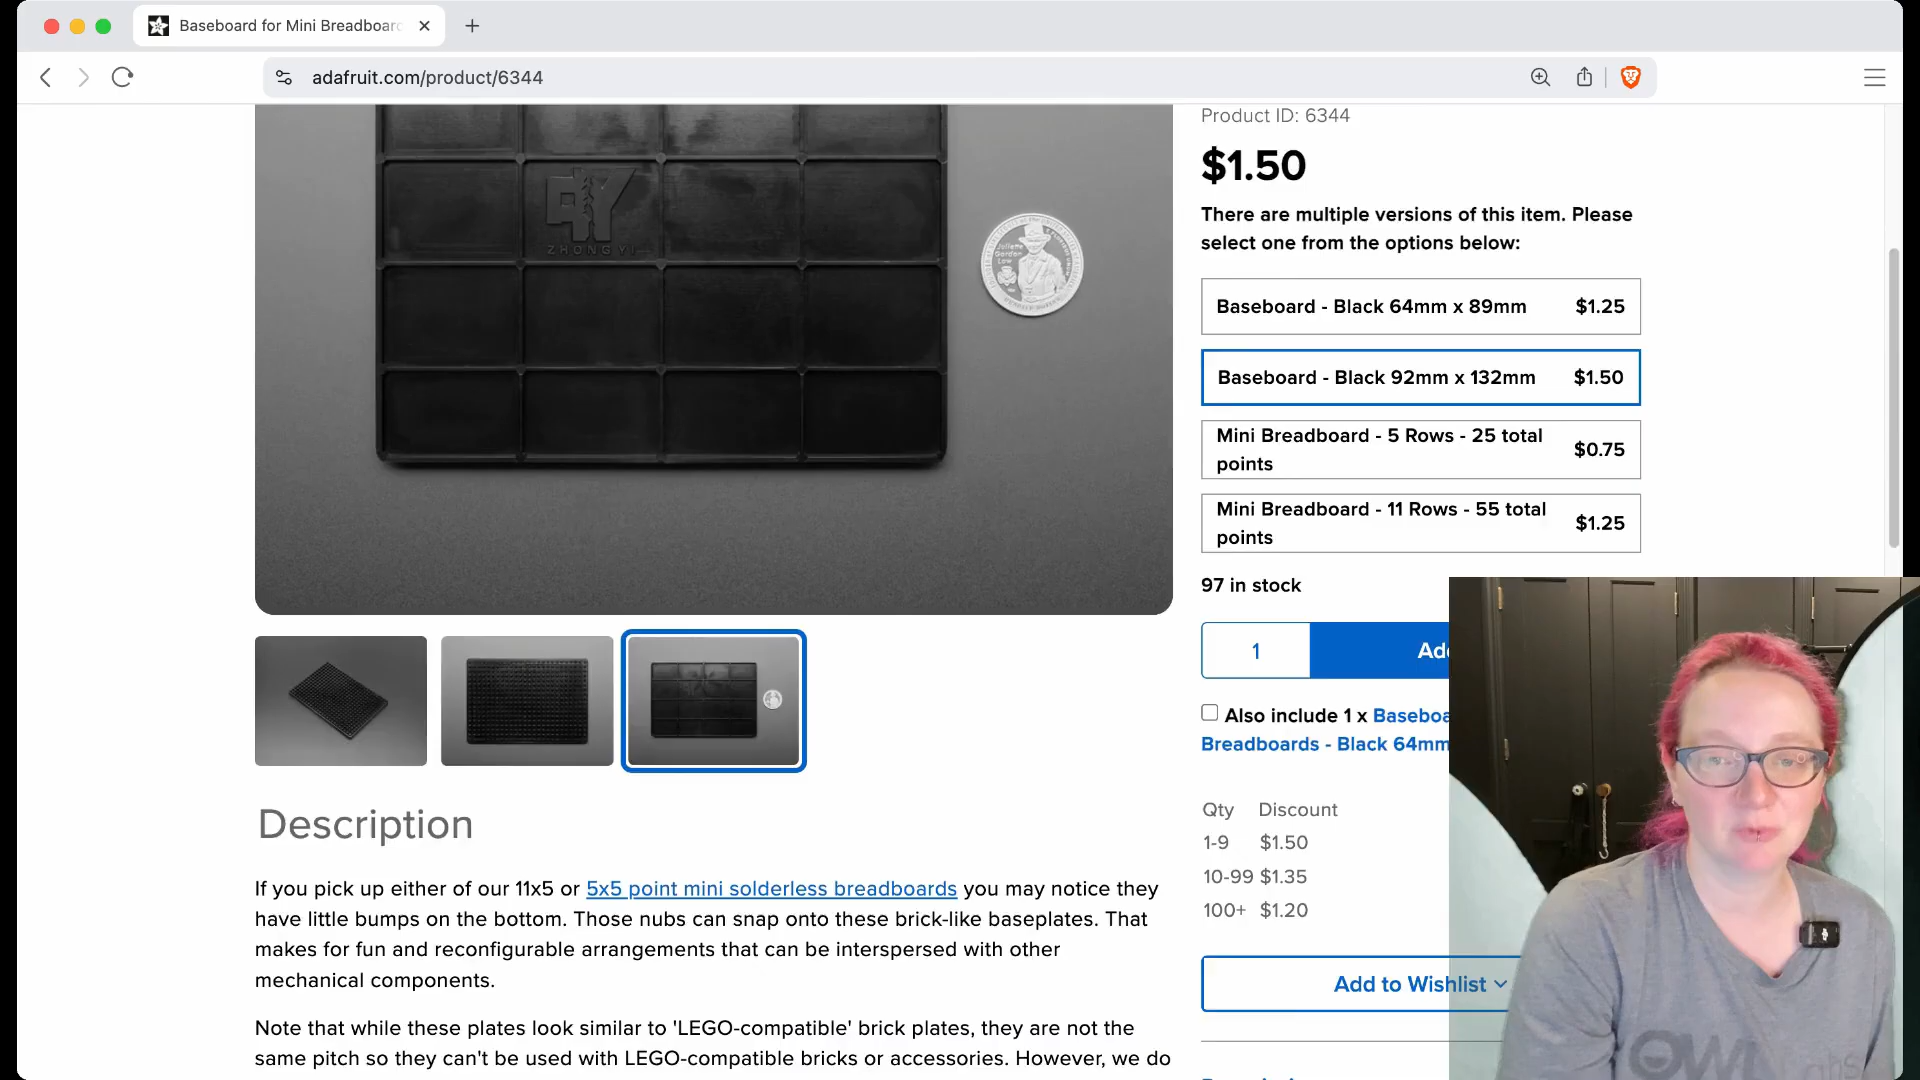 Baseboard for Mini Breadboard
adafruit.com/product/6344
ZHONG YI
Jollene
Gordon
Law
Product ID: 6344
$1.50
There are multiple versions of this item. Please
select one from the options below:
Baseboard - Black 64mm x 89mm $1.25
Baseboard - Black 92mm x 132mm $1.50
Mini Breadboard - 5 Rows - 25 total
points
$0.75
Mini Breadboard - 11 Rows - 55 total
points
$1.25
97 in stock
1
Also include 1 x
Breadboards - Black 64mm
Qty Discount
1-9 $1.50
10-99 $1.35
100+ $1.20
Add to Wishlist
Description
If you pick up either of our 11x5 or 5x5 point mini solderless breadboards you may notice they
have little bumps on the bottom. Those nubs can snap onto these brick-like baseplates. That
makes for fun and reconfigurable arrangements that can be interspersed with other
mechanical components.
Note that while these plates look similar to 'LEGO-compatible' brick plates, they are not the
same pitch so they can't be used with LEGO-compatible bricks or accessories. However, we do
OWL